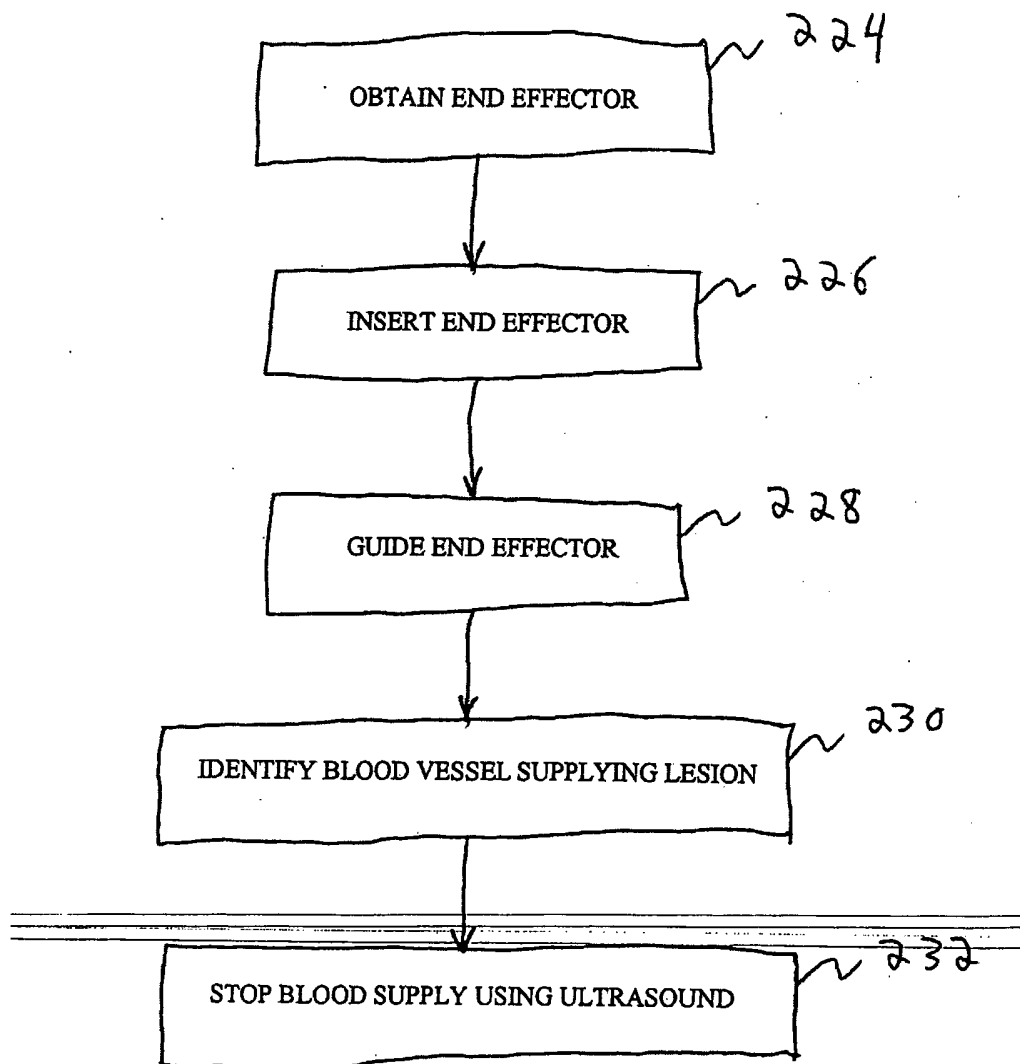 224
OBTAIN END EFFECTOR
226
INSERT END EFFECTOR
228
GUIDE END EFFECTOR
230
IDENTIFY BLOOD VESSEL SUPPLYING LESION
232
STOP BLOOD SUPPLY USING ULTRASOUND